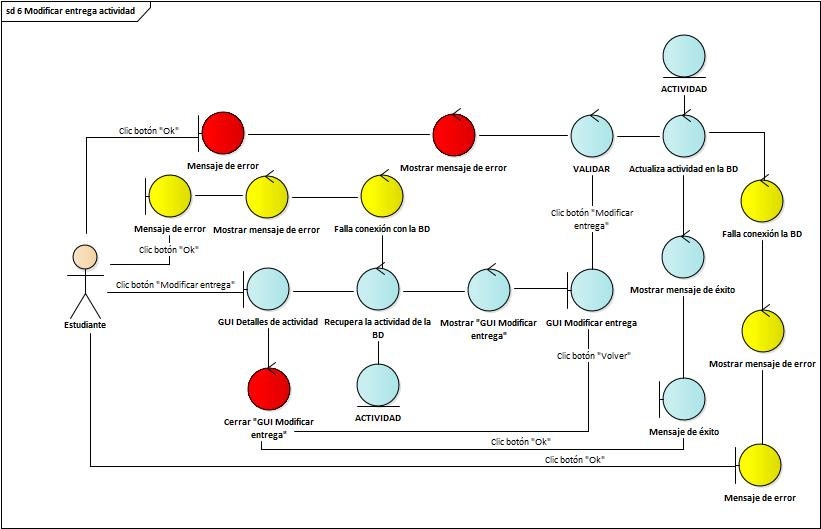 sd 6 Modificar entrega actividad
ACTIVIDAD
Clic botón "Ok"
Mensaje de error
Mostrar mensaje de error
VALIDAR
Actualiza actividad en la BD
Mensaje de error
Mostrar mensaje de error
Falla conexión con la BD
Clic botón "Modificar
entrega"
Falla conexión la BD
Clic botón "Ok"
Clic botón "Modificar entrega"
Mostrar mensaje de éxito
Estudiante
GUI Detalles de actividad
Recupera la actividad de la
BD
Mostrar "GUI Modificar
entrega"
GUI Modificar entrega
Clic botón "Volver"
Mostrar mensaje de error
Cerrar "GUI Modificar
entrega"
ACTIVIDAD
Mensaje de éxito
Clic botón "Ok"
Clic botón "Ok"
Mensaje de error